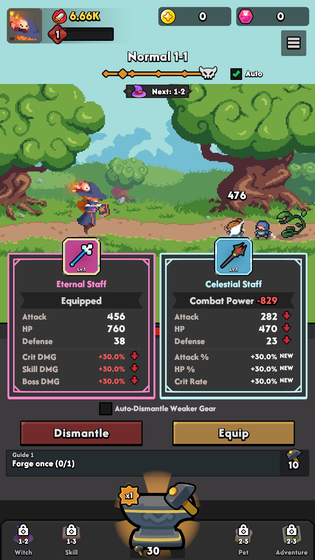 6.66K
0
0
1
Normal 1-1
Auto
Next: 1-2
476
Lv.1
Lv.1
Eternal Staff
Celestial Staff
Equipped
Combat Power -829
Attack 456
HP 760
Defense 38
Crit DMG +30.0%
Skill DMG +30.0%
Boss DMG +30.0%
Attack 282
HP 470
Defense 23
Attack % +30.0% NEW
HP % +30.0% NEW
Crit Rate +30.0% NEW
Auto-Dismantle Weaker Gear
Dismantle
Equip
Guide 1
Forge once (0/1)
10
x1
30
1-2
Witch
1-3
Skill
2-5
Pet
2-3
Adventure